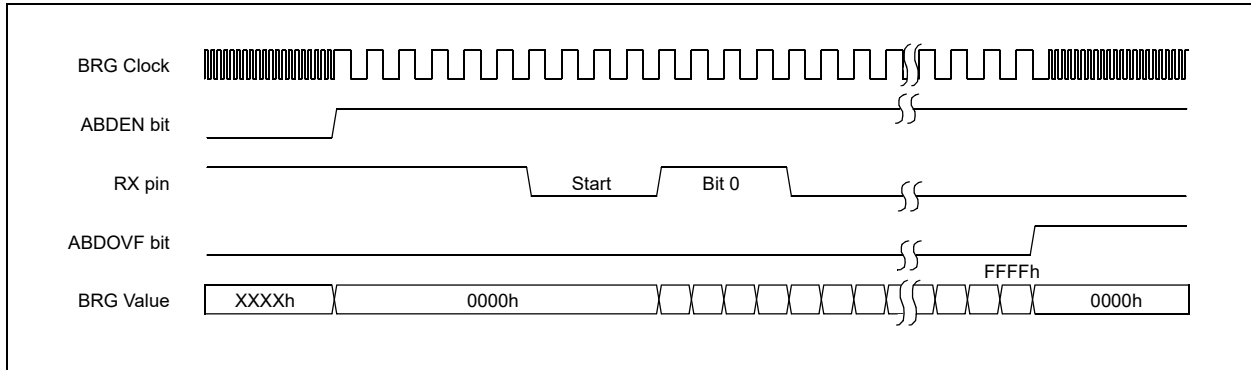 BRG Clock
ABDEN bit
RX pin
Start
Bit 0
ABDOVF bit
FFFFh
BRG Value
XXXXh
0000h
0000h